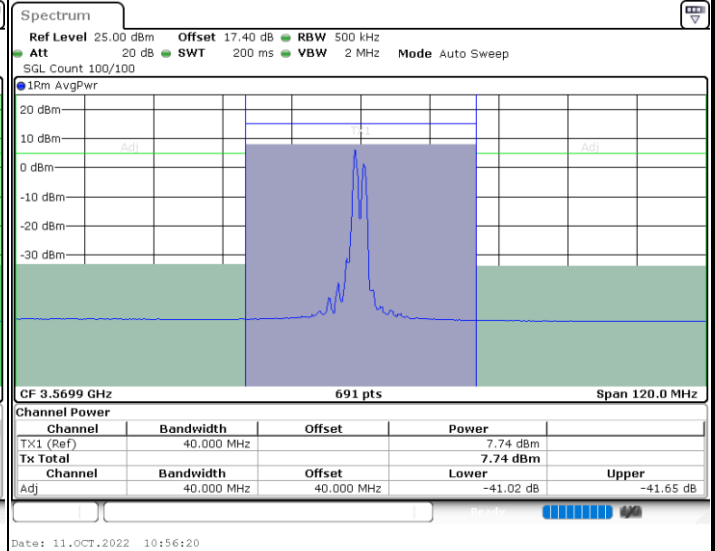 Spectrum
Ref Level 25.00 dBm Offset 17.40 dB RBW 500 kHz
Att 20 dB SWT 200 ms VBW 2 MHz Mode Auto Sweep
SGL Count 100/100
1Rm AvgPwr
20 dBm
TX1
10 dBm
Adj Adj
0 dBm
-10 dBm
-20 dBm
-30 dBm
CF 3.5699 GHz 691 pts Span 120.0 MHz
Channel Power
Channel Bandwidth Offset Power
TX1 (Ref) 40.000 MHz 7.74 dBm
Tx Total 7.74 dBm
Channel Bandwidth Offset Lower Upper
Adj 40.000 MHz 40.000 MHz -41.02 dB -41.65 dB
Ready
Date: 11.OCT.2022 10:56:20